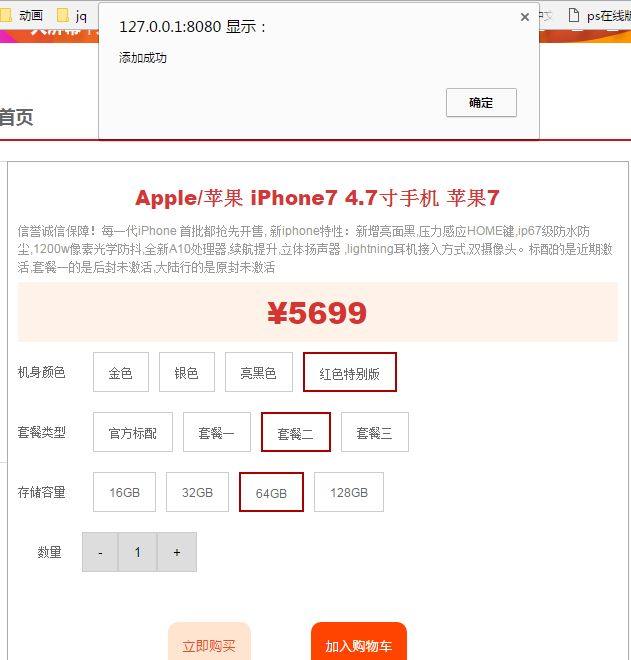 动画 jq
ps在线版
127.0.0.1:8080 显示：
添加成功
确定
首页
Apple/苹果 iPhone7 4.7寸手机 苹果7
信誉诚信保障！每一代iPhone 首批都抢先开售, 新iphone特性：新增亮面黑,压力感应HOME键,ip67级防水防
尘,1200w像素光学防抖,全新A10处理器,续航提升,立体扬声器 ,lightning耳机接入方式,双摄像头。标配的是近期激
活,套餐一的是后封未激活,大陆行的是原封未激活
¥5699
机身颜色 金色 银色 亮黑色 红色特别版
套餐类型 官方标配 套餐一 套餐二 套餐三
存储容量 16GB 32GB 64GB 128GB
数里 - 1 +
立即购买 加入购物车